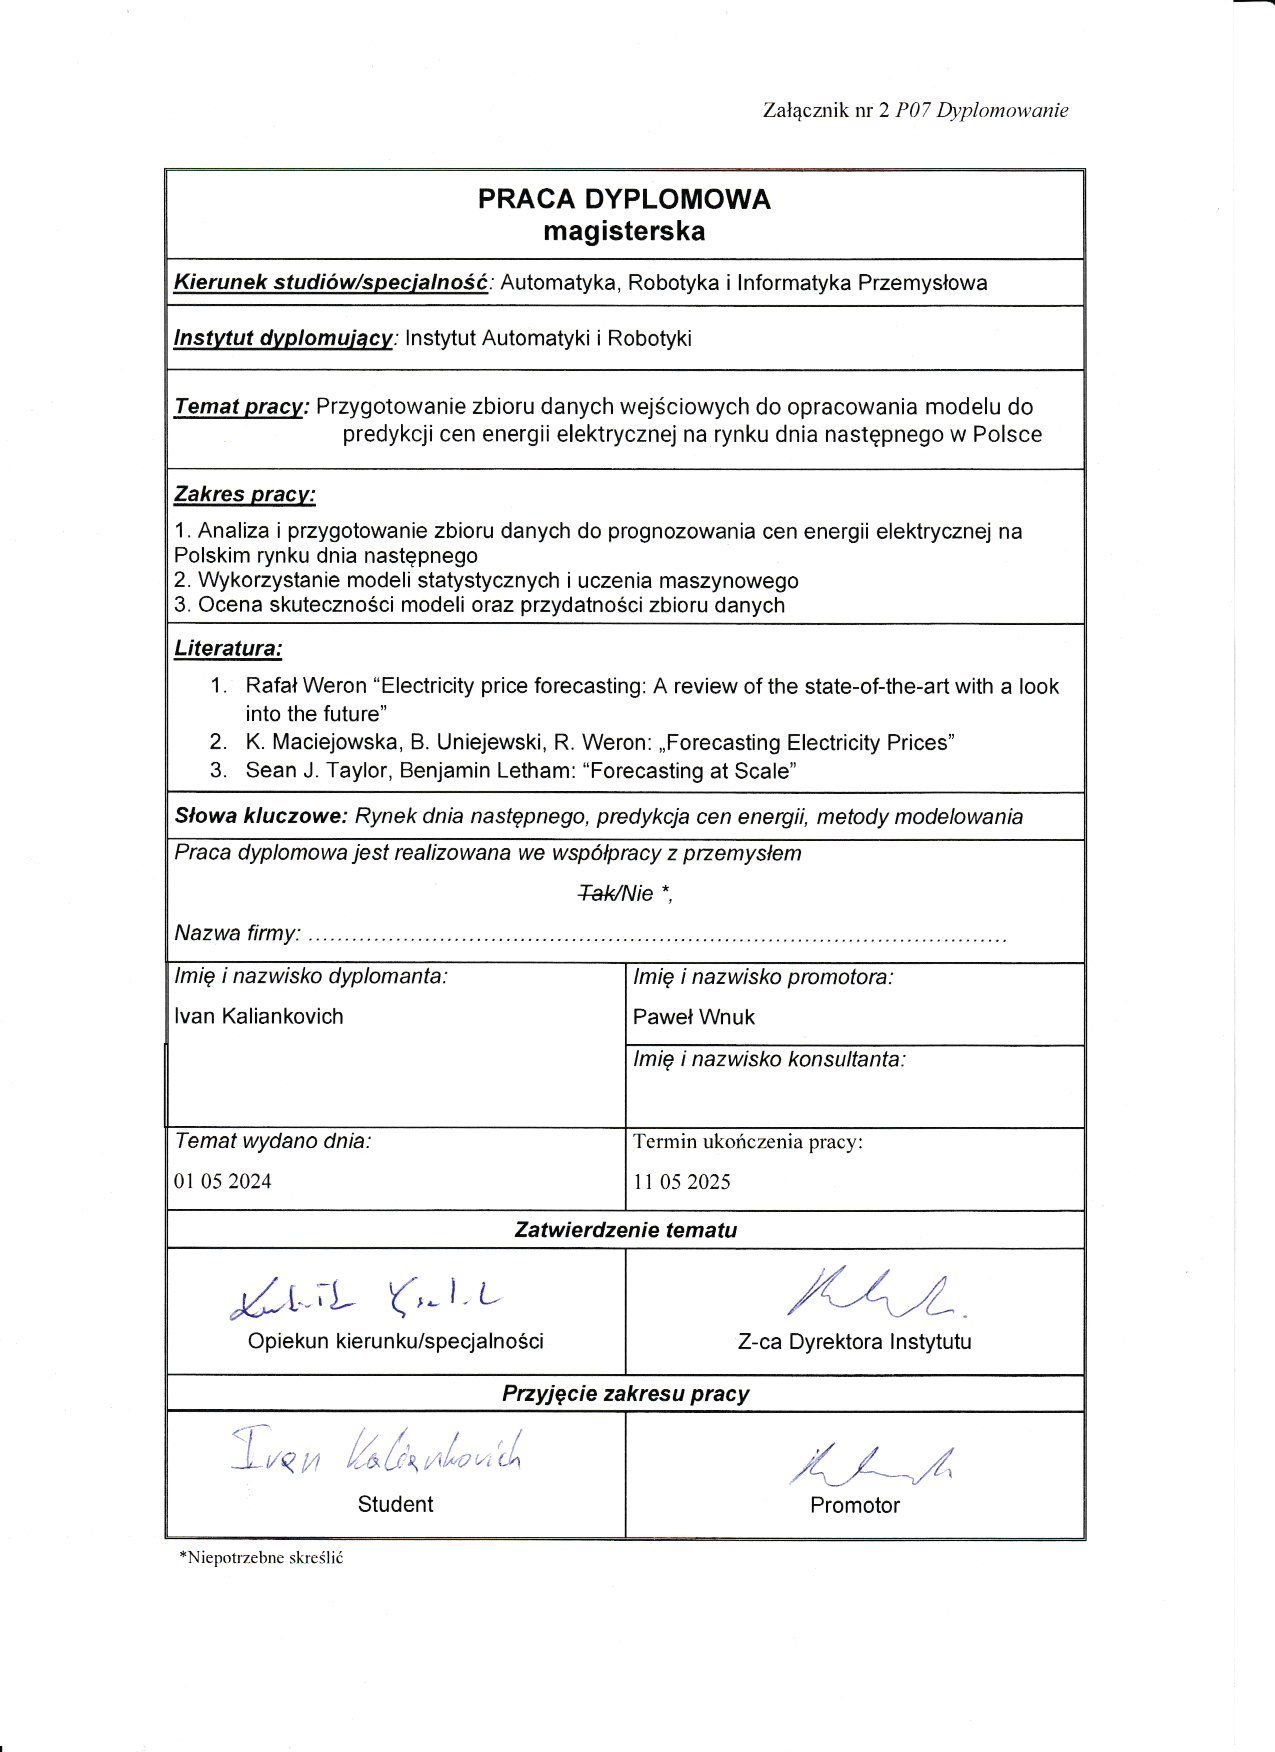 Załącznik nr 2 P07 Dyplomowanie
PRACA DYPLOMOWA
magisterska
Kierunek studiów/specjalność: Automatyka, Robotyka i Informatyka Przemysłowa
Instytut dyplomujący: Instytut Automatyki i Robotyki
Temat pracy: Przygotowanie zbioru danych wejściowych do opracowania modelu do
predykcji cen energii elektrycznej na rynku dnia następnego w Polsce
Zakres pracy:
1. Analiza i przygotowanie zbioru danych do prognozowania cen energii elektrycznej na
Polskim rynku dnia następnego
2. Wykorzystanie modeli statystycznych i uczenia maszynowego
3. Ocena skuteczności modeli oraz przydatności zbioru danych
Literatura:
1. Rafał Weron “Electricity price forecasting: A review of the state-of-the-art with a look
into the future”
2. K. Maciejowska, B. Uniejewski, R. Weron: „Forecasting Electricity Prices”
3. Sean J. Taylor, Benjamin Letham: “Forecasting at Scale”
Słowa kluczowe: Rynek dnia następnego, predykcja cen energii, metody modelowania
Praca dyplomowa jest realizowana we współpracy z przemysłem
Tak/Nie *,
Nazwa firmy: ................................................................................................
Imię i nazwisko dyplomanta:
Ivan Kaliankovich
Imię i nazwisko promotora:
Paweł Wnuk
Imię i nazwisko konsultanta:
Temat wydano dnia:
01 05 2024
Termin ukończenia pracy:
11 05 2025
Zatwierdzenie tematu
Opiekun kierunku/specjalności
Z-ca Dyrektora Instytutu
Przyjęcie zakresu pracy
Ivan Kaliankovich
Student
Promotor
*Niepotrzebne skreślić